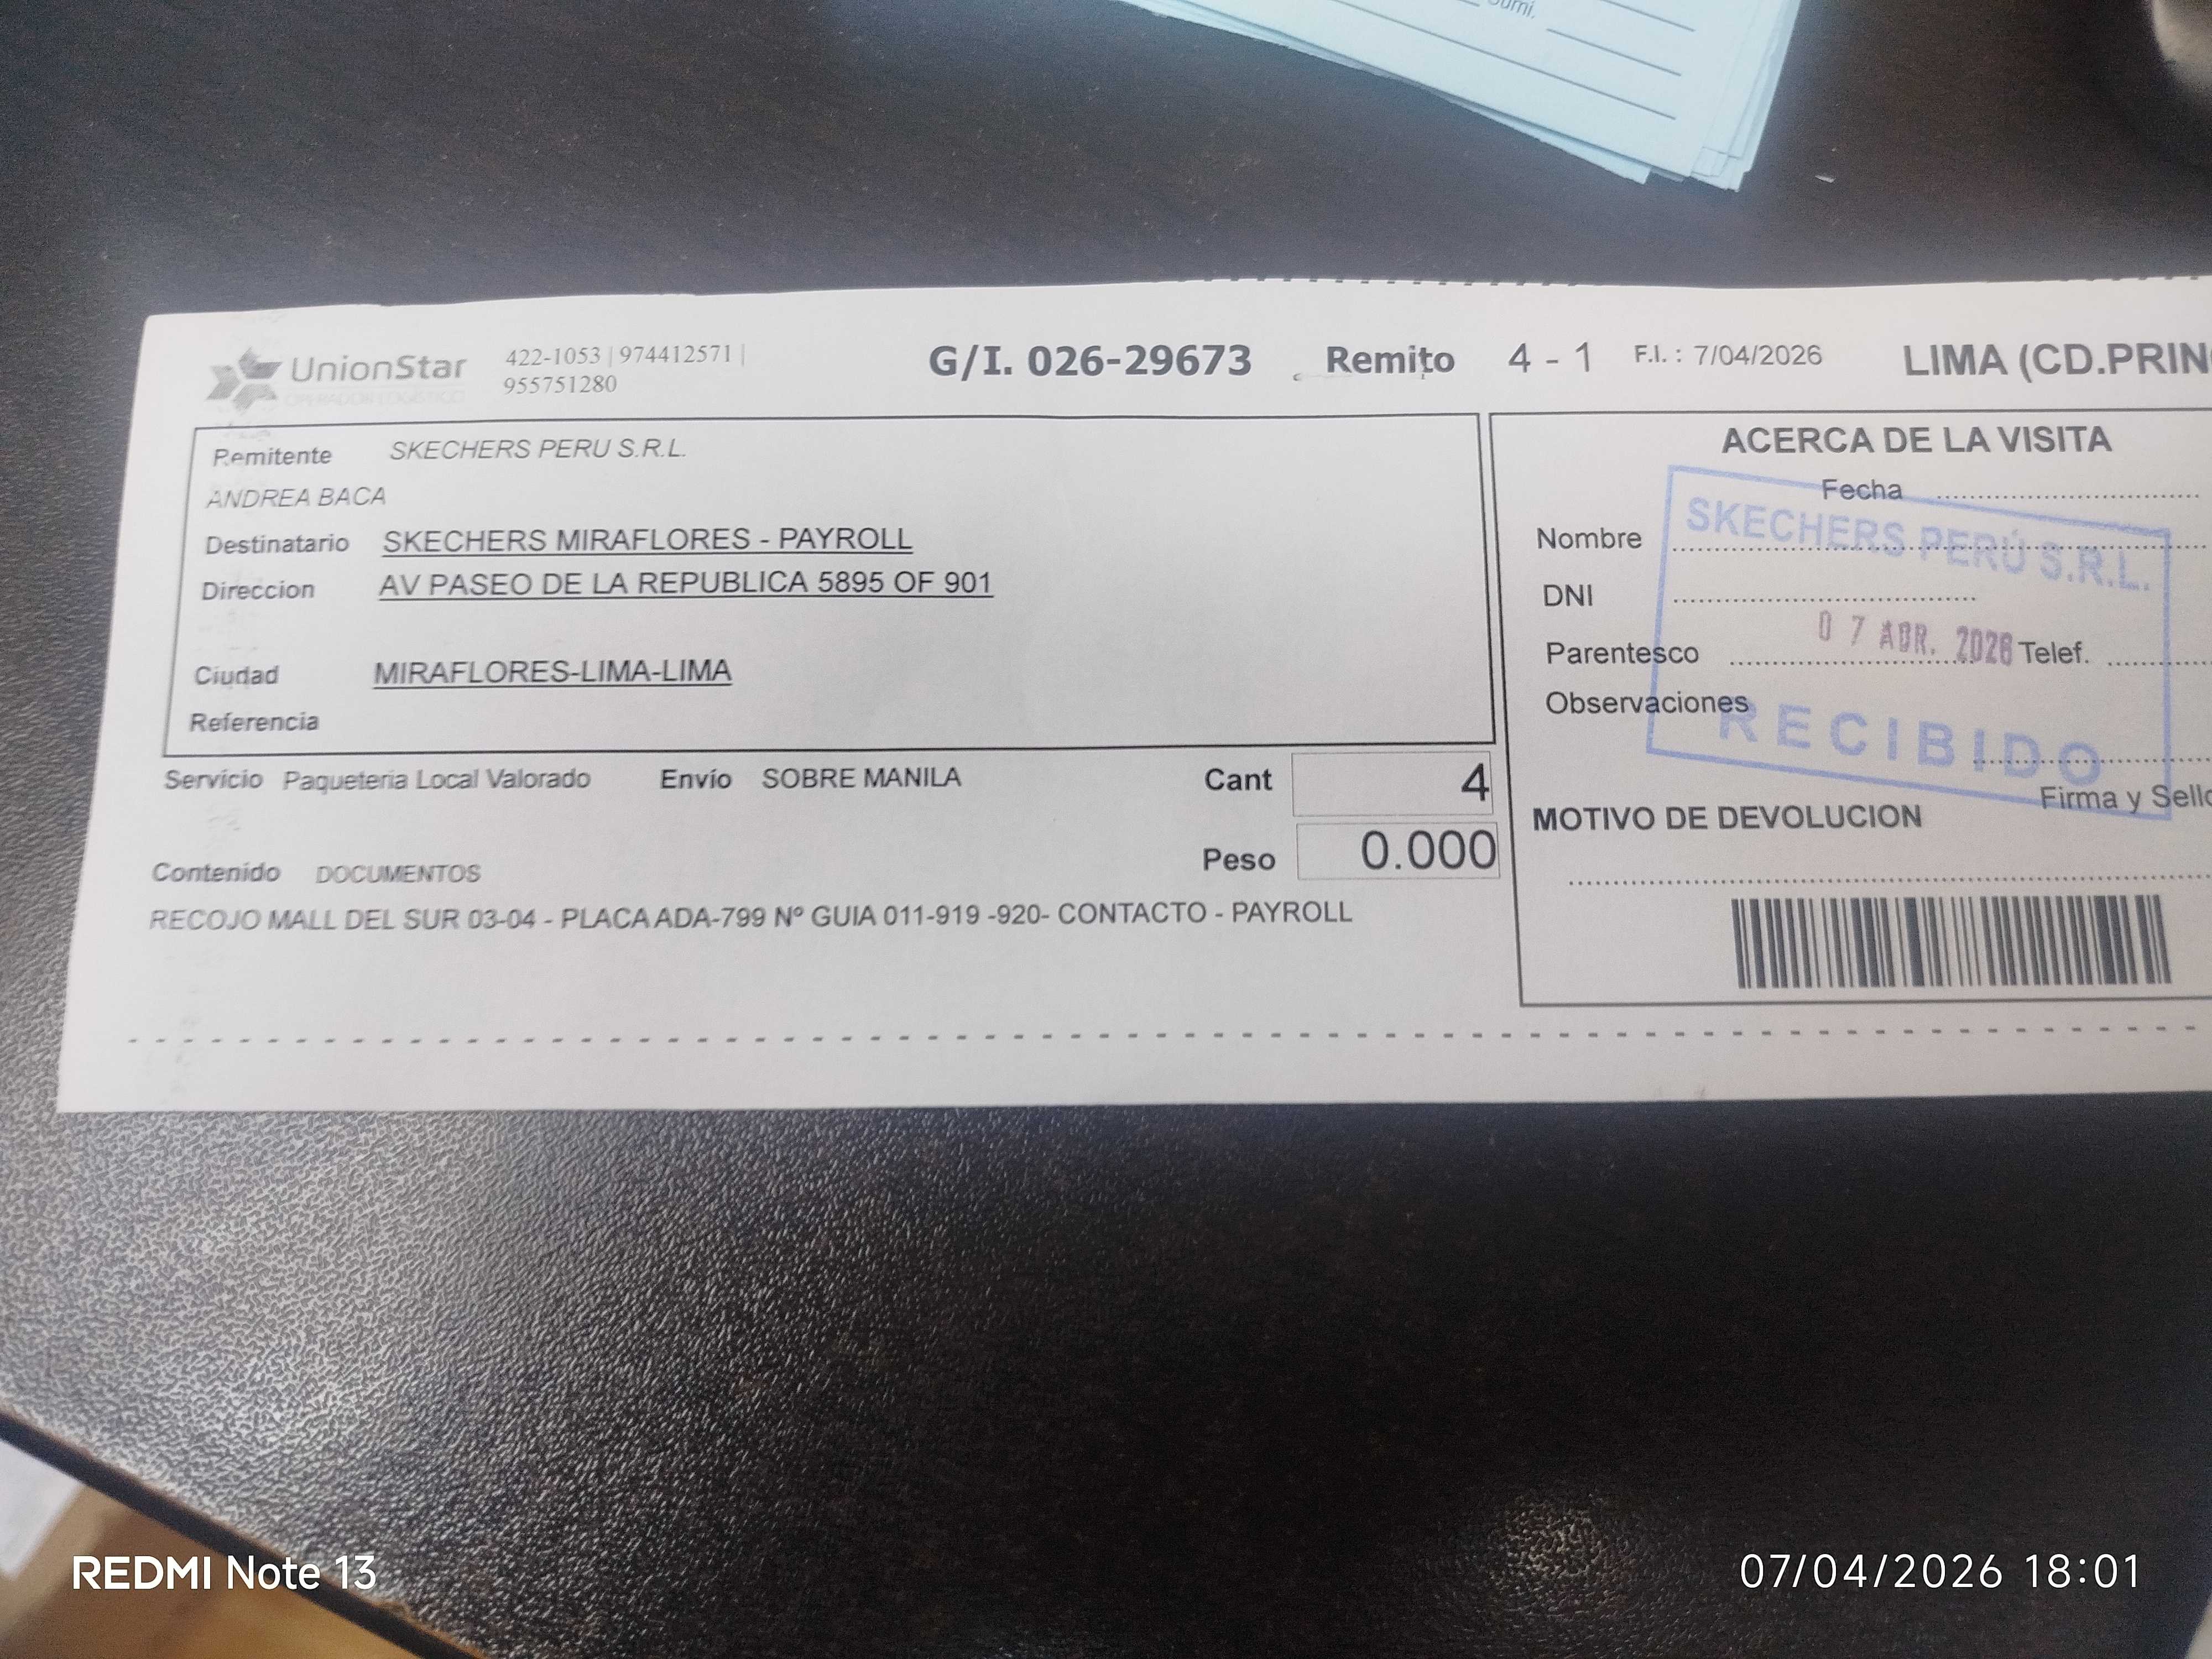 Sumi.
UnionStar
OPERADOR LOGISTICO
422-1053 | 974412571 |
955751280
G/I. 026-29673 Remito 4 - 1 F.I. : 7/04/2026 LIMA (CD.PRIN
Remitente SKECHERS PERU S.R.L.
ANDREA BACA
Destinatario SKECHERS MIRAFLORES - PAYROLL
Direccion AV PASEO DE LA REPUBLICA 5895 OF 901
Ciudad MIRAFLORES-LIMA-LIMA
Referencia
Servicio Paqueteria Local Valorado Envío SOBRE MANILA Cant 4
Peso 0.000
Contenido DOCUMENTOS
RECOJO MALL DEL SUR 03-04 - PLACA ADA-799 Nº GUIA 011-919 -920- CONTACTO - PAYROLL
ACERCA DE LA VISITA
Fecha
Nombre
DNI
Parentesco Telef.
Observaciones
Firma y Sello
MOTIVO DE DEVOLUCION
SKECHERS PERÚ S.R.L.
07 ABR. 2026
RECIBIDO
REDMI Note 13
07/04/2026 18:01